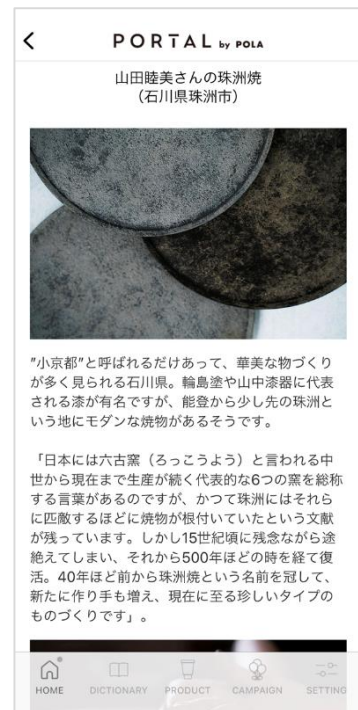 PORTAL by POLA
山田睦美さんの珠洲焼
（石川県珠洲市）
”小京都”と呼ばれるだけあって、華美な物づくり
が多く見られる石川県。輪島塗や山中漆器に代表
される漆が有名ですが、能登から少し先の珠洲と
いう地にモダンな焼物があるそうです。
「日本には六古窯（ろっこうよう）と言われる中
世から現在まで生産が続く代表的な6つの窯を総称
する言葉があるのですが、かつて珠洲にはそれら
に匹敵するほどに焼物が根付いていたという文献
が残っています。しかし15世紀頃に残念ながら途
絶えてしまい、それから500年ほどの時を経て復
活。40年ほど前から珠洲焼という名前を冠して、
新たに作り手も増え、現在に至る珍しいタイプの
ものづくりです」。
HOME DICTIONARY PRODUCT CAMPAIGN SETTING